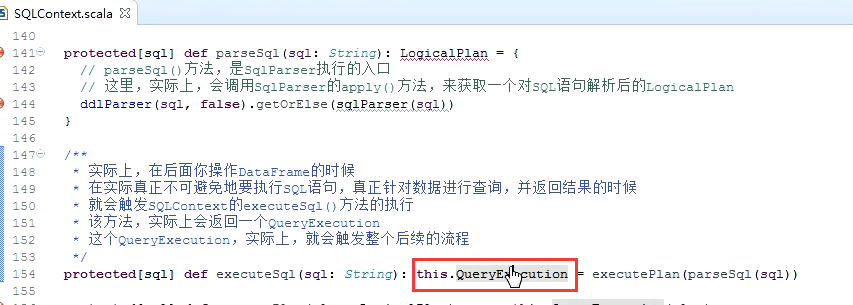 SQLContext.scala
140
141 protected[sql] def parseSql(sql: String): LogicalPlan = {
142 // parseSql()方法，是SqlParser执行的入口
143 // 这里，实际上，会调用SqlParser的apply()方法，来获取一个对SQL语句解析后的LogicalPlan
144 ddlParser(sql, false).getOrElse(sqlParser(sql))
145 }
146
147 /**
148 * 实际上，在后面你操作DataFrame的时候
149 * 在实际真正不可避免地要执行SQL语句，真正针对数据进行查询，并返回结果的时候
150 * 就会触发SQLContext的executeSql()方法的执行
151 * 该方法，实际上会返回一个QueryExecution
152 * 这个QueryExecution，实际上，就会触发整个后续的流程
153 */
154 protected[sql] def executeSql(sql: String): this.QueryExecution = executePlan(parseSql(sql))
155